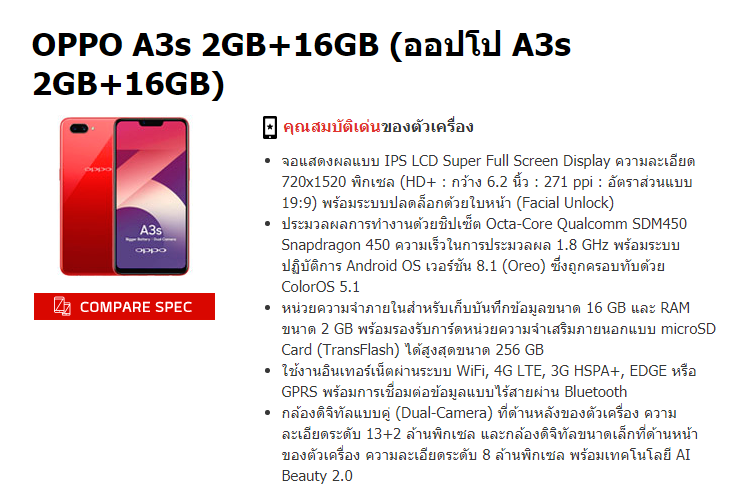 OPPO A3s 2GB+16GB (ออปโป A3s
2GB+16GB)
คุณสมบัติเด่นของตัวเครื่อง
oppo
A3s
Bigger Battery - Dual Camera
oppo
COMPARE SPEC
• จอแสดงผลแบบ IPS LCD Super Full Screen Display ความละเอียด
720x1520 พิกเซล (HD+ : กว้าง 6.2 นิ้ว : 271 ppi : อัตราส่วนแบบ
19:9) พร้อมระบบปลดล็อกด้วยใบหน้า (Facial Unlock)
• ประมวลผลการทำงานด้วยชิปเซ็ต Octa-Core Qualcomm SDM450
Snapdragon 450 ความเร็วในการประมวลผล 1.8 GHz พร้อมระบบ
ปฏิบัติการ Android OS เวอร์ชัน 8.1 (Oreo) ซึ่งถูกครอบทับด้วย
ColorOS 5.1
• หน่วยความจำภายในสำหรับเก็บบันทึกข้อมูลขนาด 16 GB และ RAM
ขนาด 2 GB พร้อมรองรับการ์ดหน่วยความจำเสริมภายนอกแบบ microSD
Card (TransFlash) ได้สูงสุดขนาด 256 GB
• ใช้งานอินเทอร์เน็ตผ่านระบบ WiFi, 4G LTE, 3G HSPA+, EDGE หรือ
GPRS พร้อมการเชื่อมต่อข้อมูลแบบไร้สายผ่าน Bluetooth
• กล้องดิจิทัลแบบคู่ (Dual-Camera) ที่ด้านหลังของตัวเครื่อง ความ
ละเอียดระดับ 13+2 ล้านพิกเซล และกล้องดิจิทัลขนาดเล็กที่ด้านหน้า
ของตัวเครื่อง ความละเอียดระดับ 8 ล้านพิกเซล พร้อมเทคโนโลยี AI
Beauty 2.0